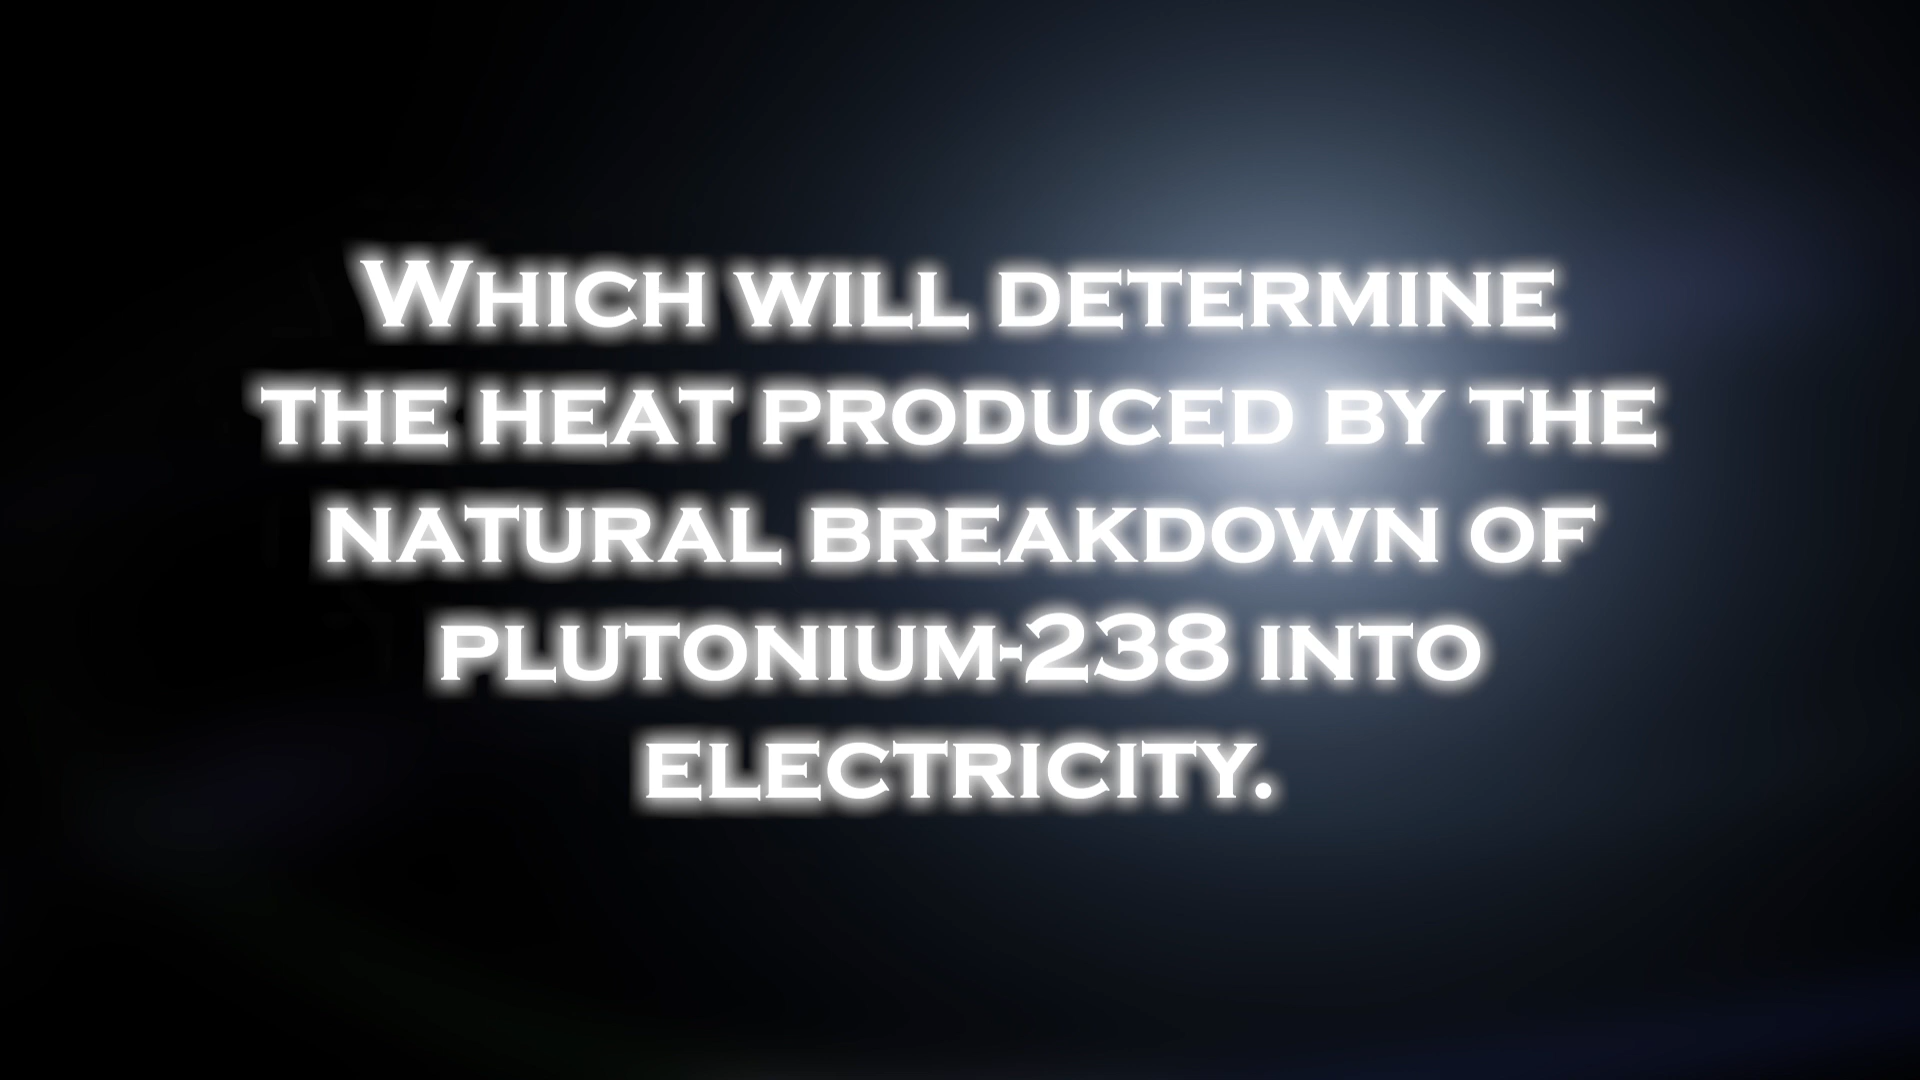 Which will determine
the heat produced by the
natural breakdown of
plutonium-238 into
electricity.